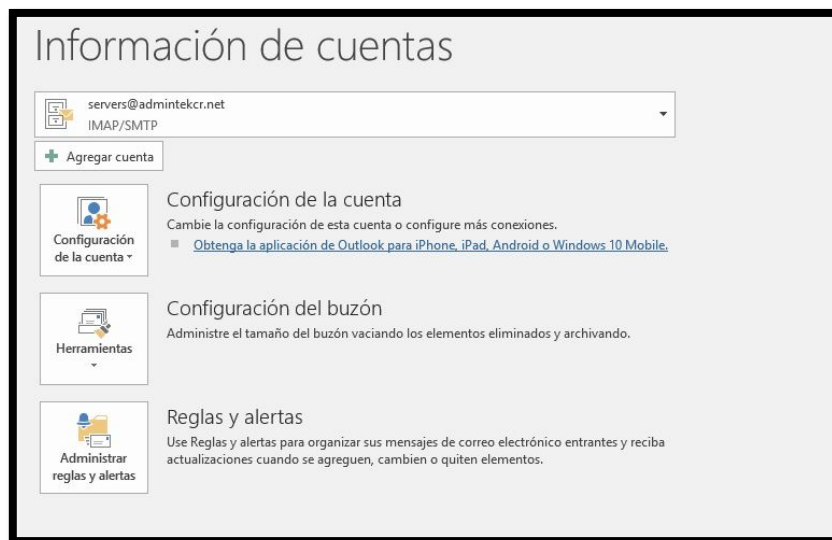 Información de cuentas
servers@admintekcr.net
IMAP/SMTP
Agregar cuenta
Configuración
de la cuenta
Configuración de la cuenta
Cambie la configuración de esta cuenta o configure más conexiones.
Obtenga la aplicación de Outlook para iPhone, iPad, Android o Windows 10 Mobile.
Herramientas
Configuración del buzón
Administre el tamaño del buzón vaciando los elementos eliminados y archivando.
Administrar
reglas y alertas
Reglas y alertas
Use Reglas y alertas para organizar sus mensajes de correo electrónico entrantes y reciba
actualizaciones cuando se agreguen, cambien o quiten elementos.